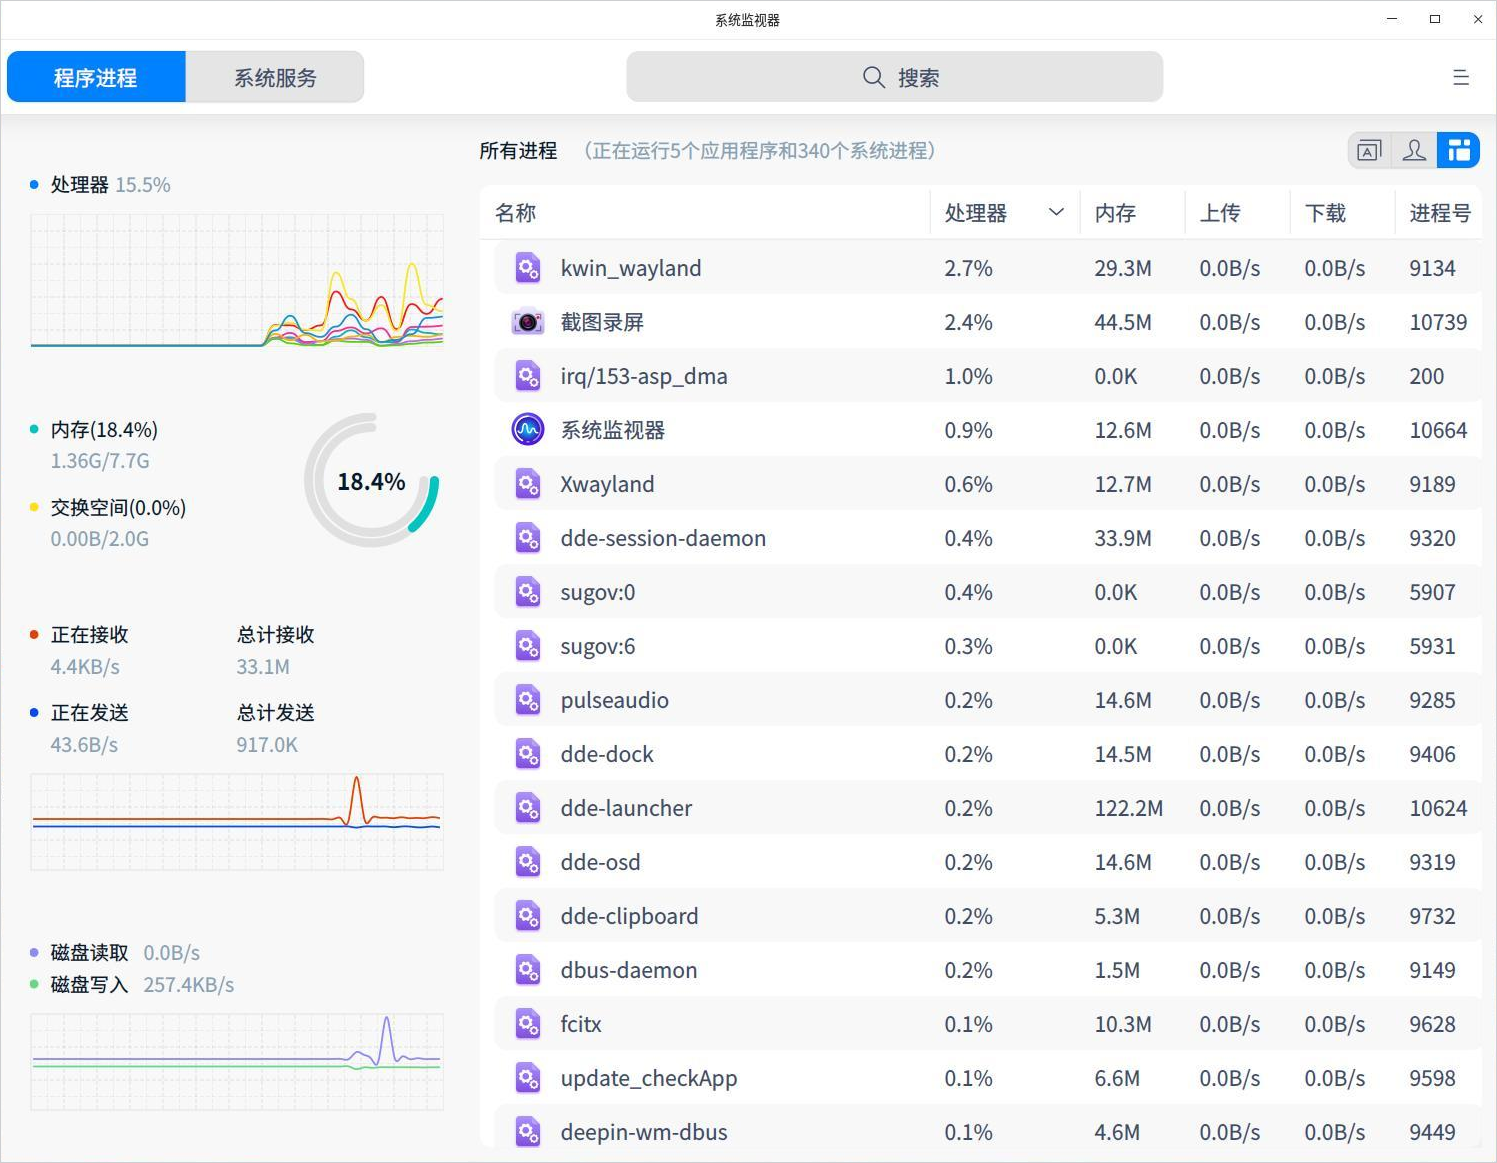 系统监视器
程序进程 系统服务 搜索
所有进程 （正在运行5个应用程序和340个系统进程）
处理器 15.5%
内存(18.4%)
1.36G/7.7G
交换空间(0.0%)
0.00B/2.0G
18.4%
正在接收 总计接收
4.4KB/s 33.1M
正在发送 总计发送
43.6B/s 917.0K
磁盘读取 0.0B/s
磁盘写入 257.4KB/s
名称 处理器 内存 上传 下载 进程号
kwin_wayland 2.7% 29.3M 0.0B/s 0.0B/s 9134
截图录屏 2.4% 44.5M 0.0B/s 0.0B/s 10739
irq/153-asp_dma 1.0% 0.0K 0.0B/s 0.0B/s 200
系统监视器 0.9% 12.6M 0.0B/s 0.0B/s 10664
Xwayland 0.6% 12.7M 0.0B/s 0.0B/s 9189
dde-session-daemon 0.4% 33.9M 0.0B/s 0.0B/s 9320
sugov:0 0.4% 0.0K 0.0B/s 0.0B/s 5907
sugov:6 0.3% 0.0K 0.0B/s 0.0B/s 5931
pulseaudio 0.2% 14.6M 0.0B/s 0.0B/s 9285
dde-dock 0.2% 14.5M 0.0B/s 0.0B/s 9406
dde-launcher 0.2% 122.2M 0.0B/s 0.0B/s 10624
dde-osd 0.2% 14.6M 0.0B/s 0.0B/s 9319
dde-clipboard 0.2% 5.3M 0.0B/s 0.0B/s 9732
dbus-daemon 0.2% 1.5M 0.0B/s 0.0B/s 9149
fcitx 0.1% 10.3M 0.0B/s 0.0B/s 9628
update_checkApp 0.1% 6.6M 0.0B/s 0.0B/s 9598
deepin-wm-dbus 0.1% 4.6M 0.0B/s 0.0B/s 9449